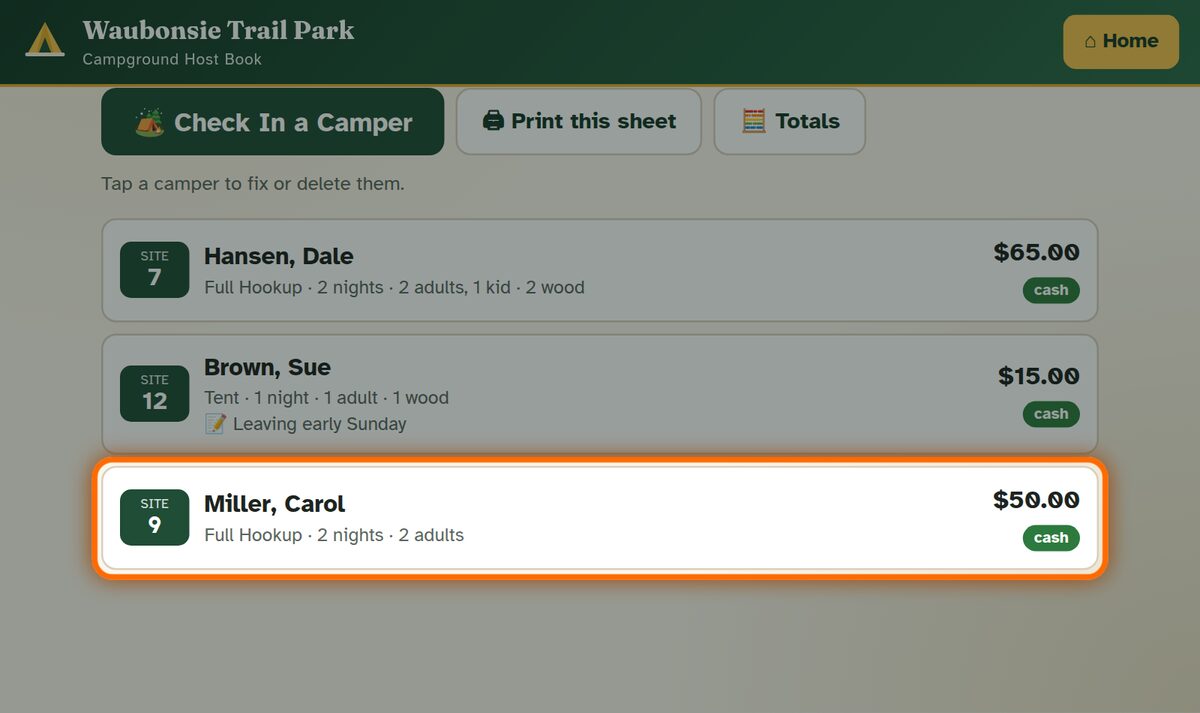 Waubonsie Trail Park
Campground Host Book
⌂ Home
🏕️ Check In a Camper
🖨 Print this sheet
🧮 Totals
Tap a camper to fix or delete them.
SITE
7
Hansen, Dale
Full Hookup · 2 nights · 2 adults, 1 kid · 2 wood
$65.00
cash
SITE
12
Brown, Sue
Tent · 1 night · 1 adult · 1 wood
📝 Leaving early Sunday
$15.00
cash
SITE
9
Miller, Carol
Full Hookup · 2 nights · 2 adults
$50.00
cash